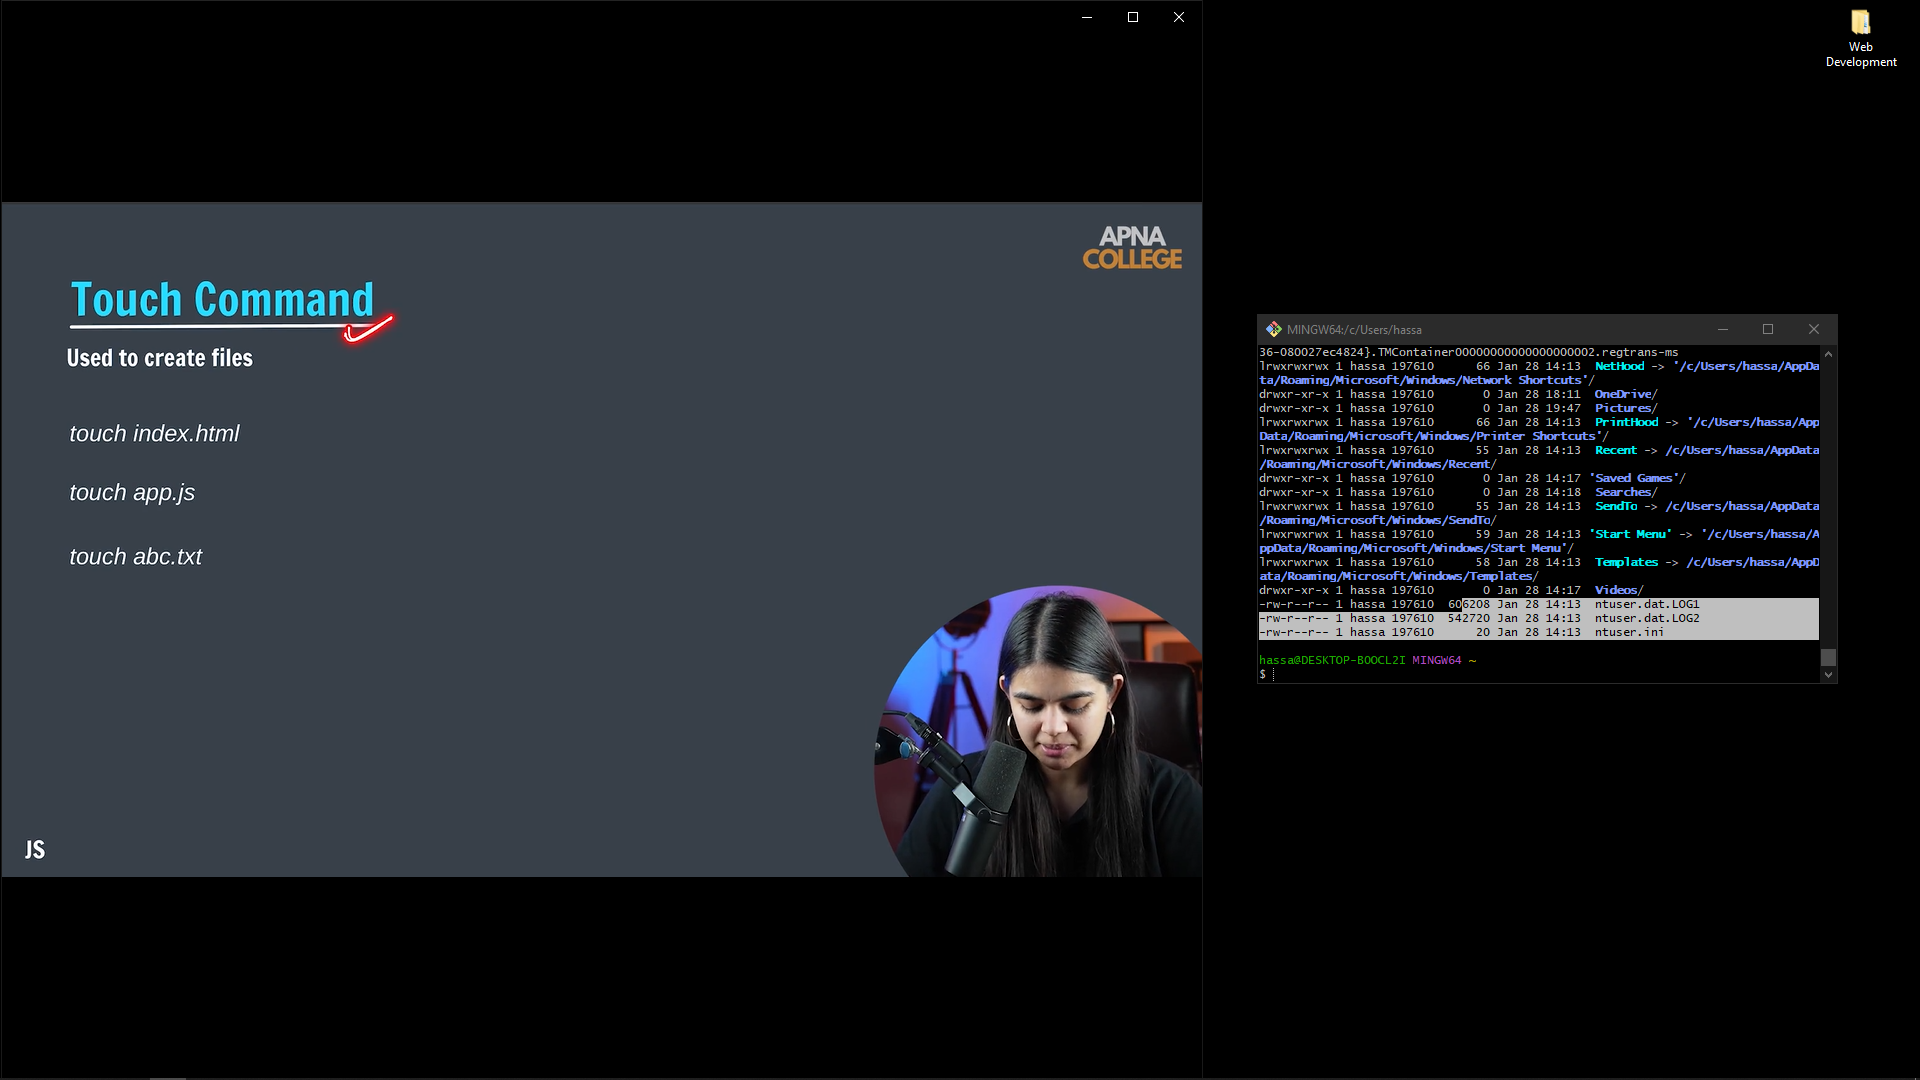 APNA
COLLEGE
Touch Command
Used to create files
touch index.html
touch app.js
touch abc.txt
JS
Web
Development
MINGW64:/c/Users/hassa
36-080027ec4824}.TMContainer00000000000000000002.regtrans-ms
lrwxrwxrwx 1 hassa 197610      66 Jan 28 14:13  NetHood -> '/c/Users/hassa/AppDa
ta/Roaming/Microsoft/Windows/Network Shortcuts'/
drwxr-xr-x 1 hassa 197610       0 Jan 28 18:11  OneDrive/
drwxr-xr-x 1 hassa 197610       0 Jan 28 19:47  Pictures/
lrwxrwxrwx 1 hassa 197610      66 Jan 28 14:13  PrintHood -> '/c/Users/hassa/App
Data/Roaming/Microsoft/Windows/Printer Shortcuts'/
lrwxrwxrwx 1 hassa 197610      55 Jan 28 14:13  Recent -> /c/Users/hassa/AppData
/Roaming/Microsoft/Windows/Recent/
drwxr-xr-x 1 hassa 197610       0 Jan 28 14:17 'Saved Games'/
drwxr-xr-x 1 hassa 197610       0 Jan 28 14:18  Searches/
lrwxrwxrwx 1 hassa 197610      55 Jan 28 14:13  SendTo -> /c/Users/hassa/AppData
/Roaming/Microsoft/Windows/SendTo/
lrwxrwxrwx 1 hassa 197610      59 Jan 28 14:13 'Start Menu' -> '/c/Users/hassa/A
ppData/Roaming/Microsoft/Windows/Start Menu'/
lrwxrwxrwx 1 hassa 197610      58 Jan 28 14:13  Templates -> /c/Users/hassa/AppD
ata/Roaming/Microsoft/Windows/Templates/
drwxr-xr-x 1 hassa 197610       0 Jan 28 14:17  Videos/
-rw-r--r-- 1 hassa 197610  606208 Jan 28 14:13  ntuser.dat.LOG1
-rw-r--r-- 1 hassa 197610  542720 Jan 28 14:13  ntuser.dat.LOG2
-rw-r--r-- 1 hassa 197610      20 Jan 28 14:13  ntuser.ini
hassa@DESKTOP-BOOCL2I MINGW64 ~
$